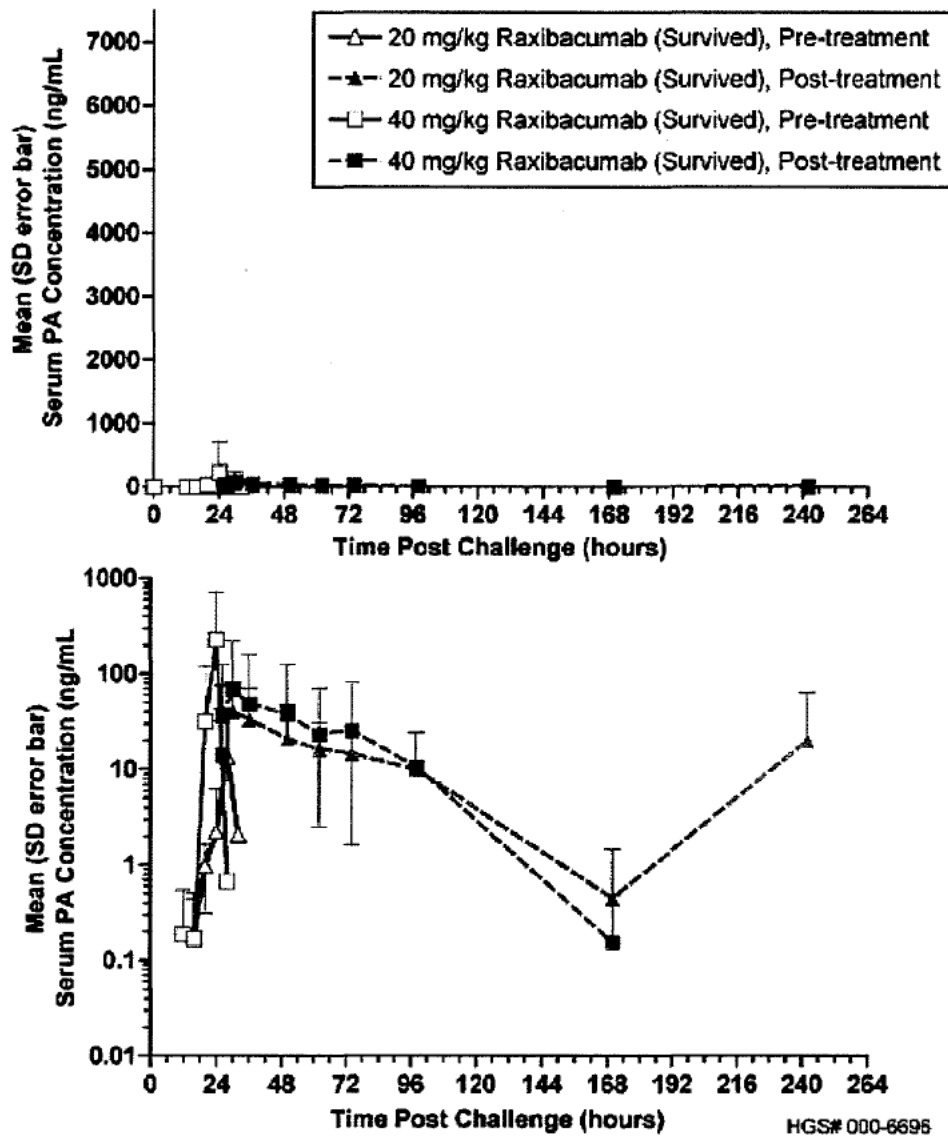 20 mg/kg Raxibacumab (Survived), Pre-treatment
20 mg/kg Raxibacumab (Survived), Post-treatment
40 mg/kg Raxibacumab (Survived), Pre-treatment
40 mg/kg Raxibacumab (Survived), Post-treatment
Mean (SD error bar)
Serum PA Concentration (ng/mL)
7000
6000
5000
4000
3000
2000
1000
0
0 24 48 72 96 120 144 168 192 216 240 264
Time Post Challenge (hours)
Mean (SD error bar)
Serum PA Concentration (ng/mL
1000
100
10
1
0.1
0.01
0 24 48 72 96 120 144 168 192 216 240 264
Time Post Challenge (hours)
HGS# 000-6696